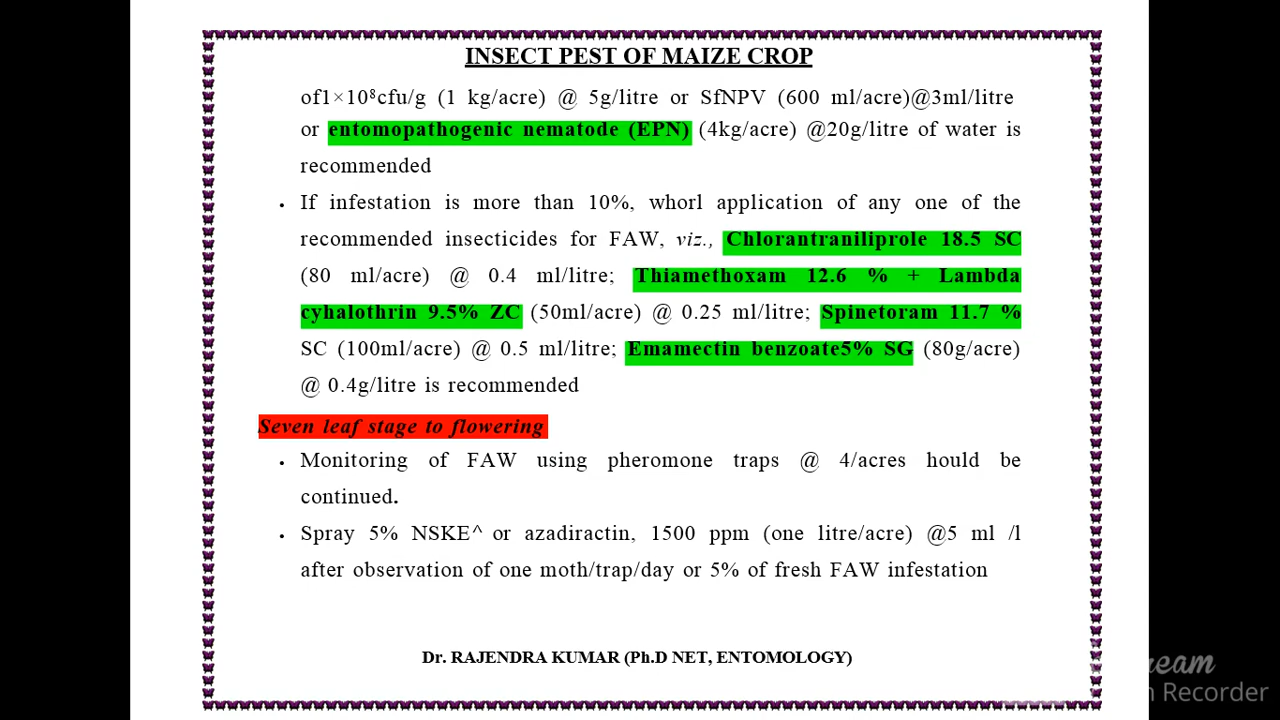 INSECT PEST OF MAIZE CROP
of1×10⁸cfu/g (1 kg/acre) @ 5g/litre or SfNPV (600 ml/acre)@3ml/litre
or entomopathogenic nematode (EPN) (4kg/acre) @20g/litre of water is
recommended
• If infestation is more than 10%, whorl application of any one of the
recommended insecticides for FAW, viz., Chlorantraniliprole 18.5 SC
(80 ml/acre) @ 0.4 ml/litre; Thiamethoxam 12.6 % + Lambda
cyhalothrin 9.5% ZC (50ml/acre) @ 0.25 ml/litre; Spinetoram 11.7 %
SC (100ml/acre) @ 0.5 ml/litre; Emamectin benzoate5% SG (80g/acre)
@ 0.4g/litre is recommended
Seven leaf stage to flowering
• Monitoring of FAW using pheromone traps @ 4/acres hould be
continued.
• Spray 5% NSKE^ or azadiractin, 1500 ppm (one litre/acre) @5 ml /l
after observation of one moth/trap/day or 5% of fresh FAW infestation
Dr. RAJENDRA KUMAR (Ph.D NET, ENTOMOLOGY)
Recorder